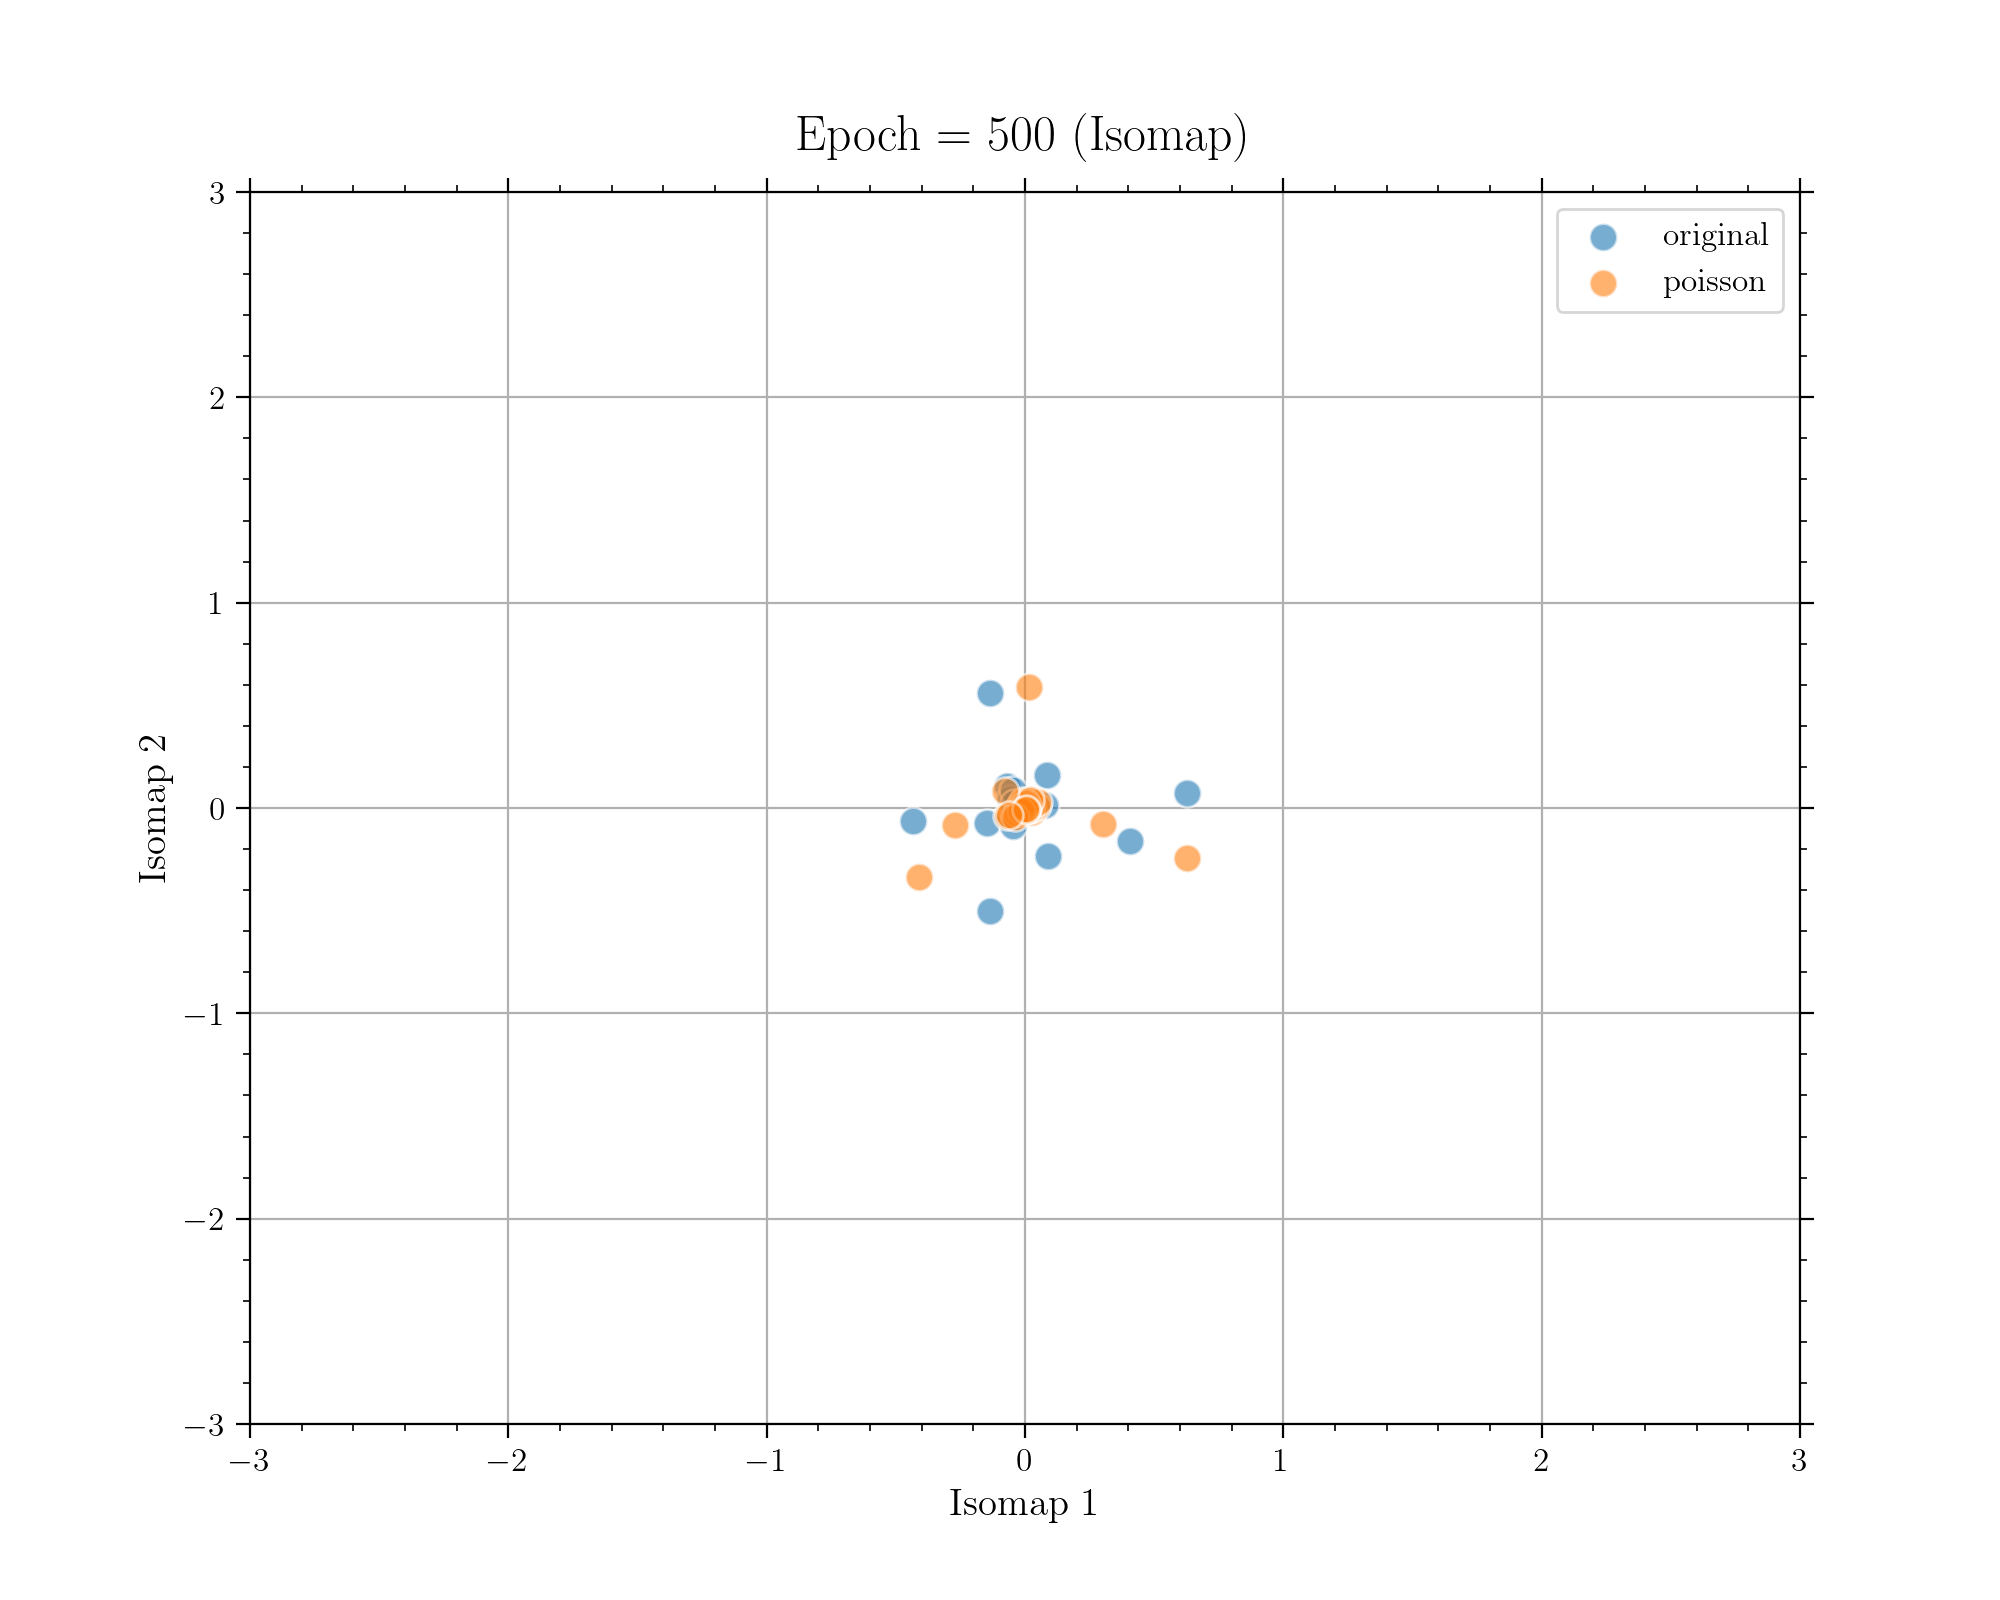 Epoch = 500 (Isomap)
original
poisson
3
2
1
0
−1
−2
−3
Isomap 2
−3 −2 −1 0 1 2 3
Isomap 1